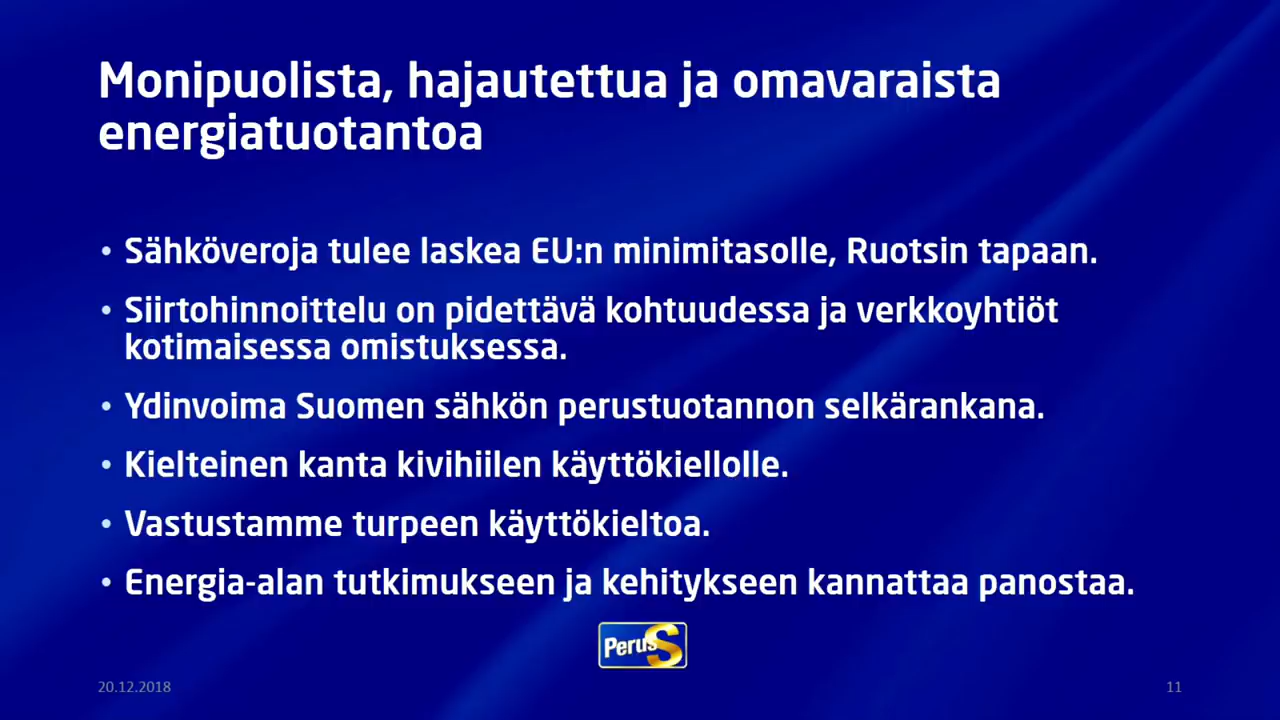 Monipuolista, hajautettua ja omavaraista
energiatuotantoa
• Sähköveroja tulee laskea EU:n minimitasolle, Ruotsin tapaan.
• Siirtohinnoittelu on pidettävä kohtuudessa ja verkkoyhtiöt
kotimaisessa omistuksessa.
• Ydinvoima Suomen sähkön perustuotannon selkärankana.
• Kielteinen kanta kivihiilen käyttökiellolle.
• Vastustamme turpeen käyttökieltoa.
• Energia-alan tutkimukseen ja kehitykseen kannattaa panostaa.
PerusS
20.12.2018
11